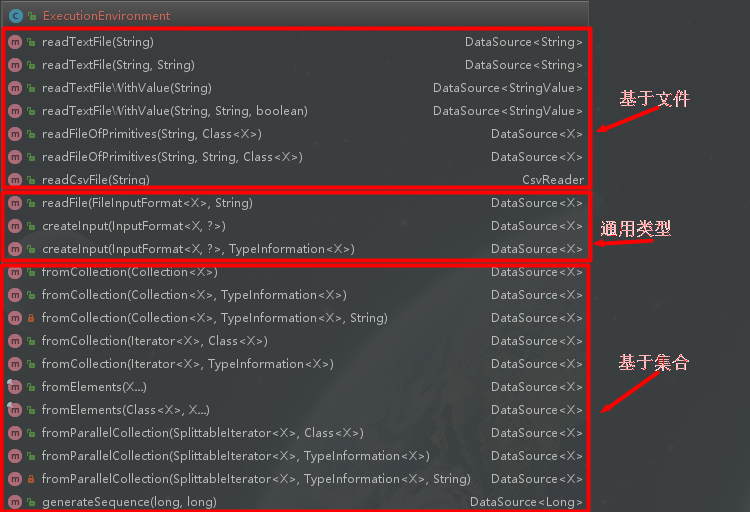 ExecutionEnvironment
readTextFile(String) DataSource<String>
readTextFile(String, String) DataSource<String>
readTextFileWithValue(String) DataSource<StringValue>
readTextFileWithValue(String, String, boolean) DataSource<StringValue>
基于文件
readFileOfPrimitives(String, Class<X>) DataSource<X>
readFileOfPrimitives(String, String, Class<X>) DataSource<X>
readCsvFile(String) CsvReader
readFile(FileInputFormat<X>, String) DataSource<X>
createInput(InputFormat<X, ?>) DataSource<X>
通用类型
createInput(InputFormat<X, ?>, TypeInformation<X>) DataSource<X>
fromCollection(Collection<X>) DataSource<X>
fromCollection(Collection<X>, TypeInformation<X>) DataSource<X>
fromCollection(Collection<X>, TypeInformation<X>, String) DataSource<X>
fromCollection(Iterator<X>, Class<X>) DataSource<X>
fromCollection(Iterator<X>, TypeInformation<X>) DataSource<X>
基于集合
fromElements(X...) DataSource<X>
fromElements(Class<X>, X...) DataSource<X>
fromParallelCollection(SplittableIterator<X>, Class<X>) DataSource<X>
fromParallelCollection(SplittableIterator<X>, TypeInformation<X>) DataSource<X>
fromParallelCollection(SplittableIterator<X>, TypeInformation<X>, String) DataSource<X>
generateSequence(long, long) DataSource<Long>